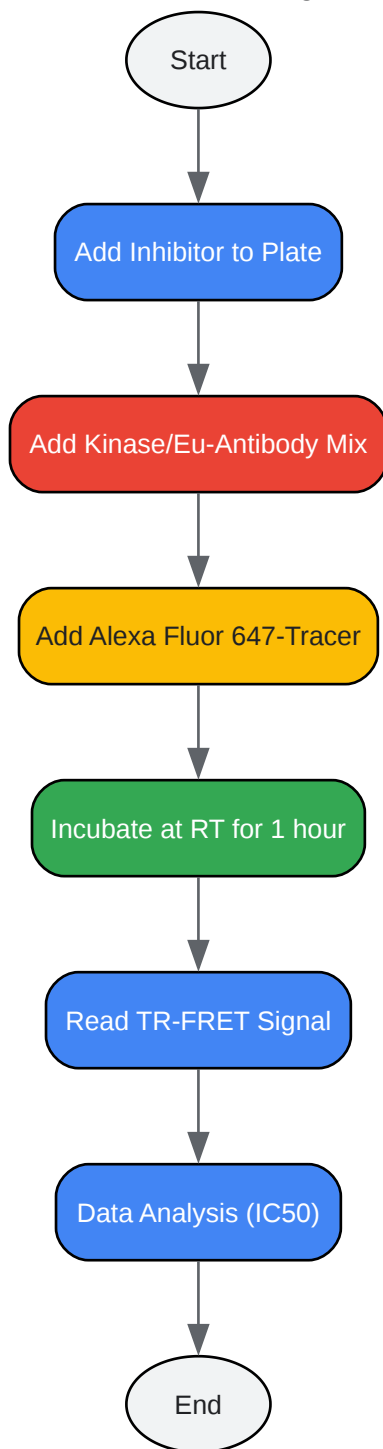 Start
Add Inhibitor to Plate
Add Kinase/Eu-Antibody Mix
Add Alexa Fluor 647-Tracer
Incubate at RT for 1 hour
Read TR-FRET Signal
Data Analysis (IC50)
End